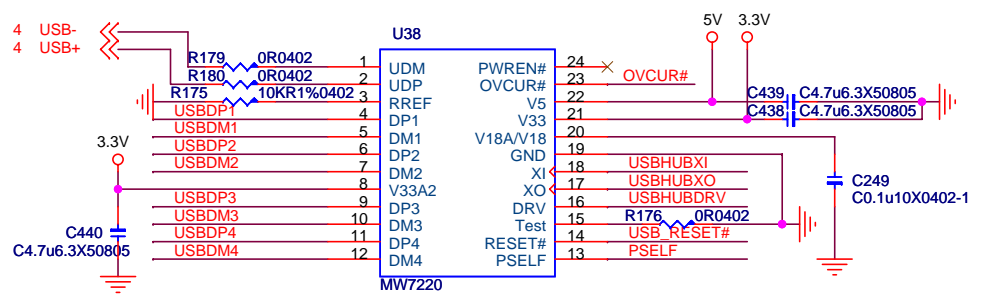 4 USB-
4 USB+
U38
5V 3.3V
R179 0R0402
R180 0R0402
R175 10KR1%0402
1 UDM PWREN# 24
2 UDP OVCUR# 23 OVCUR#
3 RREF V5 22 C439 C4.7u6.3X50805
USBDP1 4 DP1 V33 21 C438 C4.7u6.3X50805
USBDM1 5 DM1 V18A/V18 20
USBDP2 6 DP2 GND 19
USBDM2 7 DM2 XI 18 USBHUBXI
3.3V
8 V33A2 XO 17 USBHUBXO
USBDP3 9 DP3 DRV 16 USBHUBDRV
USBDM3 10 DM3 Test 15 R176 0R0402
USBDP4 11 DP4 RESET# 14 USB_RESET#
USBDM4 12 DM4 PSELF 13 PSELF
C249
C0.1u10X0402-1
C440
C4.7u6.3X50805
MW7220